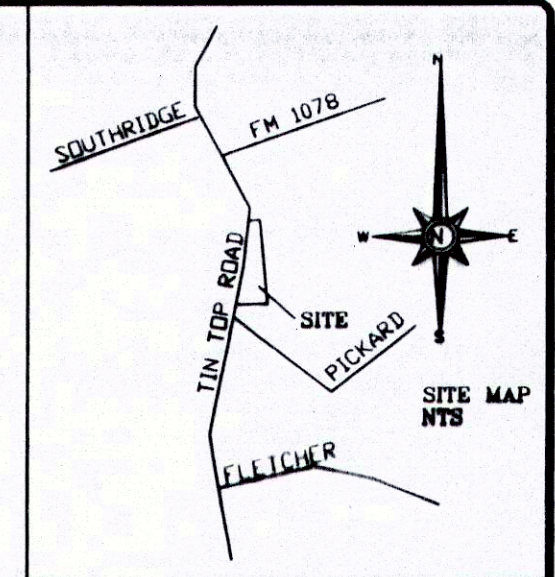 N
SOUTHRIDGE
FM 1078
W
N
E
TIN TOP ROAD
SITE
PICKARD
S
SITE MAP
NTS
FLETCHER